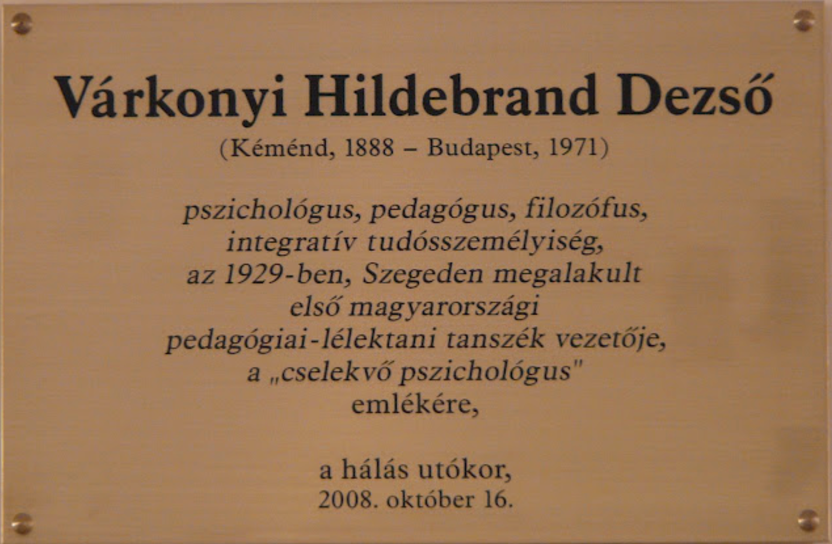 Várkonyi Hildebrand Dezső
(Kéménd, 1888 – Budapest, 1971)
pszichológus, pedagógus, filozófus,
integratív tudósszemélyiség,
az 1929-ben, Szegeden megalakult
első magyarországi
pedagógiai-lélektani tanszék vezetője,
a „cselekvő pszichológus"
emlékére,
a hálás utókor,
2008. október 16.